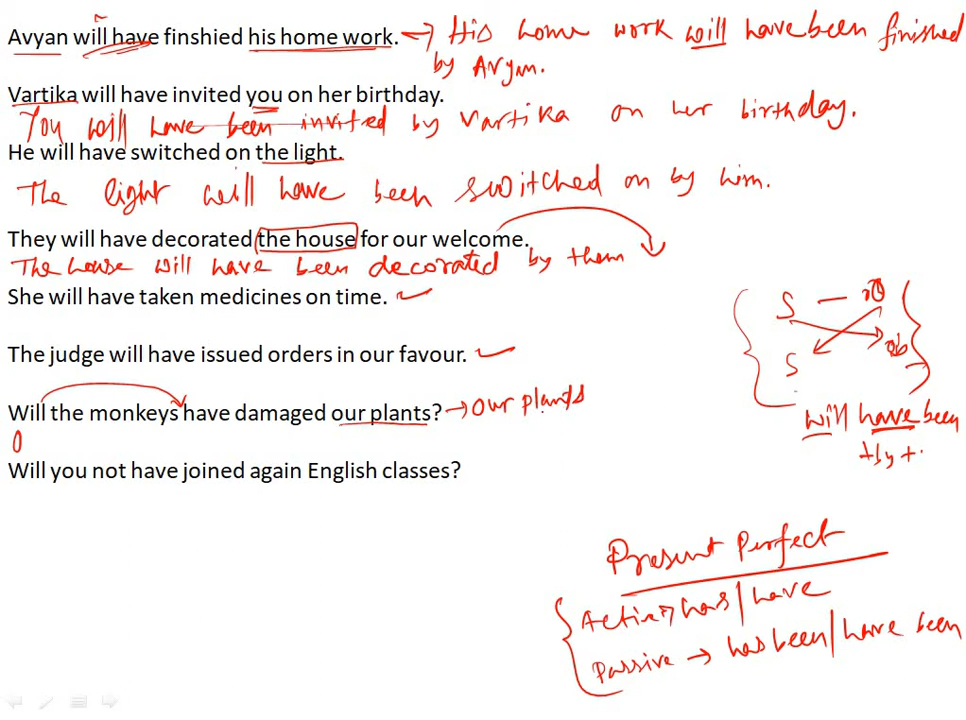 Avyan will have finshied his home work. → His home work will have been finished
by Avyan.
Vartika will have invited you on her birthday.
You will have been invited by Vartika on her birthday.
He will have switched on the light.
The light will have been switched on by him.
They will have decorated the house for our welcome.
The house will have been decorated by them
She will have taken medicines on time.
S — O
S ob
The judge will have issued orders in our favour.
Will the monkeys have damaged our plants? → Our plants
will have been
+by+.
O
Will you not have joined again English classes?
Present Perfect
Active → has/have
Passive → has been/have been